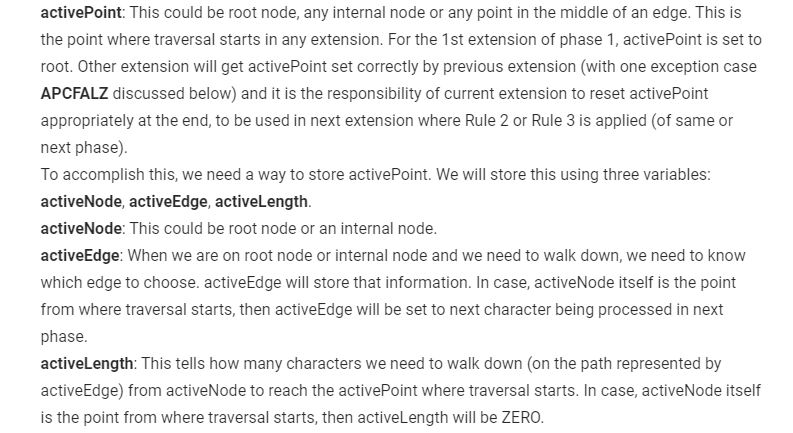 activePoint: This could be root node, any internal node or any point in the middle of an edge. This is
the point where traversal starts in any extension. For the 1st extension of phase 1, activePoint is set to
root. Other extension will get activePoint set correctly by previous extension (with one exception case
APCFALZ discussed below) and it is the responsibility of current extension to reset activePoint
appropriately at the end, to be used in next extension where Rule 2 or Rule 3 is applied (of same or
next phase).
To accomplish this, we need a way to store activePoint. We will store this using three variables:
activeNode, activeEdge, activeLength.
activeNode: This could be root node or an internal node.
activeEdge: When we are on root node or internal node and we need to walk down, we need to know
which edge to choose. activeEdge will store that information. In case, activeNode itself is the point
from where traversal starts, then activeEdge will be set to next character being processed in next
phase.
activeLength: This tells how many characters we need to walk down (on the path represented by
activeEdge) from activeNode to reach the activePoint where traversal starts. In case, activeNode itself
is the point from where traversal starts, then activeLength will be ZERO.